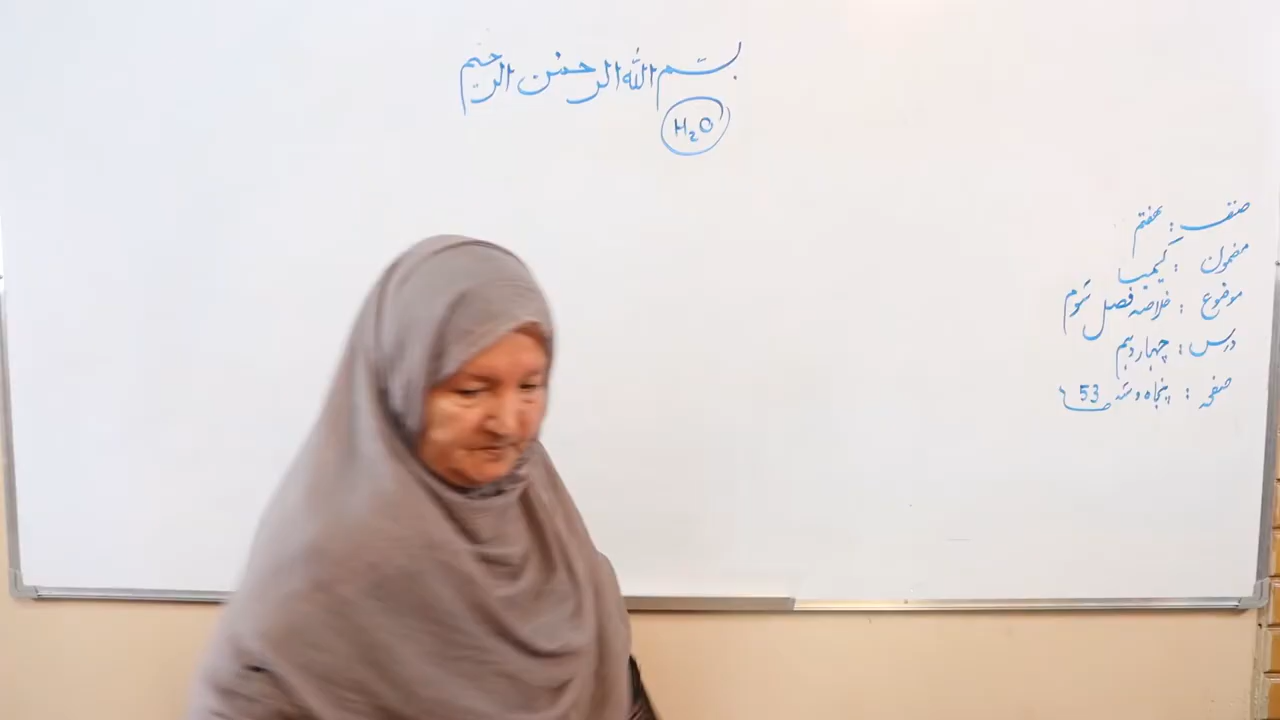 بسم الله الرحمن الرحیم
H₂O
صنف : هفتم
مضمون : کیمیا
موضوع : خلاصه فصل سوم
درس : چهاردهم
صفحه : پنجاه و سه 53